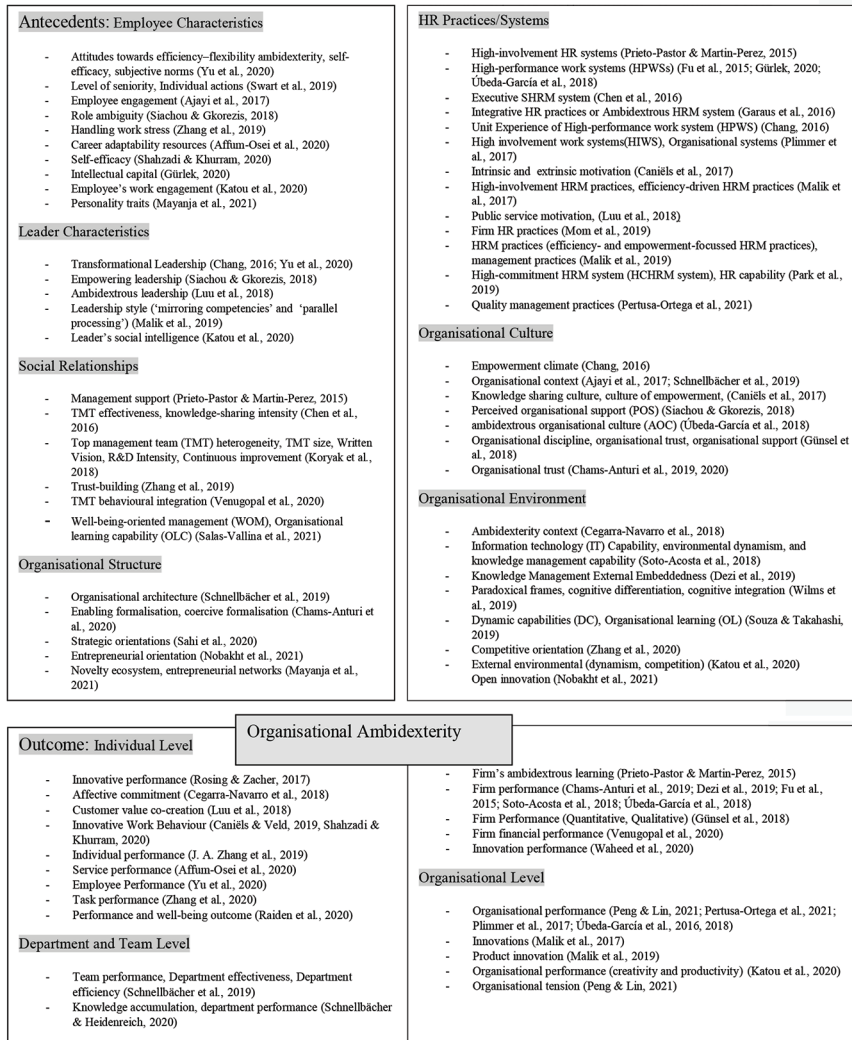 Antecedents: Employee Characteristics
- Attitudes towards efficiency–flexibility ambidexterity, self-
efficacy, subjective norms (Yu et al., 2020)
- Level of seniority, Individual actions (Swart et al., 2019)
- Employee engagement (Ajayi et al., 2017)
- Role ambiguity (Siachou & Gkorezis, 2018)
- Handling work stress (Zhang et al., 2019)
- Career adaptability resources (Affum-Osei et al., 2020)
- Self-efficacy (Shahzadi & Khurram, 2020)
- Intellectual capital (Gürlek, 2020)
- Employee's work engagement (Katou et al., 2020)
- Personality traits (Mayanja et al., 2021)
Leader Characteristics
- Transformational Leadership (Chang, 2016; Yu et al., 2020)
- Empowering leadership (Siachou & Gkorezis, 2018)
- Ambidextrous leadership (Luu et al., 2018)
- Leadership style ('mirroring competencies' and 'parallel
processing') (Malik et al., 2019)
- Leader's social intelligence (Katou et al., 2020)
Social Relationships
- Management support (Prieto-Pastor & Martin-Perez, 2015)
- TMT effectiveness, knowledge-sharing intensity (Chen et al.,
2016)
- Top management team (TMT) heterogeneity, TMT size, Written
Vision, R&D Intensity, Continuous improvement (Koryak et al.,
2018)
- Trust-building (Zhang et al., 2019)
- TMT behavioural integration (Venugopal et al., 2020)
- Well-being-oriented management (WOM), Organisational
learning capability (OLC) (Salas-Vallina et al., 2021)
Organisational Structure
- Organisational architecture (Schnellbächer et al., 2019)
- Enabling formalisation, coercive formalisation (Chams-Anturi et
al., 2020)
- Strategic orientations (Sahi et al., 2020)
- Entrepreneurial orientation (Nobakht et al., 2021)
- Novelty ecosystem, entrepreneurial networks (Mayanja et al.,
2021)
HR Practices/Systems
- High-involvement HR systems (Prieto-Pastor & Martin-Perez, 2015)
- High-performance work systems (HPWSs) (Fu et al., 2015; Gürlek, 2020;
Úbeda-García et al., 2018)
- Executive SHRM system (Chen et al., 2016)
- Integrative HR practices or Ambidextrous HRM system (Garaus et al., 2016)
- Unit Experience of High-performance work system (HPWS) (Chang, 2016)
- High involvement work systems(HIWS), Organisational systems (Plimmer et
al., 2017)
- Intrinsic and extrinsic motivation (Caniëls et al., 2017)
- High-involvement HRM practices, efficiency-driven HRM practices (Malik et
al., 2017)
- Public service motivation, (Luu et al., 2018)
- Firm HR practices (Mom et al., 2019)
- HRM practices (efficiency- and empowerment-focussed HRM practices),
management practices (Malik et al., 2019)
- High-commitment HRM system (HCHRM system), HR capability (Park et al.,
2019)
- Quality management practices (Pertusa-Ortega et al., 2021)
Organisational Culture
- Empowerment climate (Chang, 2016)
- Organisational context (Ajayi et al., 2017; Schnellbächer et al., 2019)
- Knowledge sharing culture, culture of empowerment, (Caniëls et al., 2017)
- Perceived organisational support (POS) (Siachou & Gkorezis, 2018)
- ambidextrous organisational culture (AOC) (Úbeda-García et al., 2018)
- Organisational discipline, organisational trust, organisational support (Günsel et
al., 2018)
- Organisational trust (Chams-Anturi et al., 2019, 2020)
Organisational Environment
- Ambidexterity context (Cegarra-Navarro et al., 2018)
- Information technology (IT) Capability, environmental dynamism, and
knowledge management capability (Soto-Acosta et al., 2018)
- Knowledge Management External Embeddedness (Dezi et al., 2019)
- Paradoxical frames, cognitive differentiation, cognitive integration (Wilms et
al., 2019)
- Dynamic capabilities (DC), Organisational learning (OL) (Souza & Takahashi,
2019)
- Competitive orientation (Zhang et al., 2020)
- External environmental (dynamism, competition) (Katou et al., 2020)
Open innovation (Nobakht et al., 2021)
Organisational Ambidexterity
Outcome: Individual Level
- Innovative performance (Rosing & Zacher, 2017)
- Affective commitment (Cegarra-Navarro et al., 2018)
- Customer value co-creation (Luu et al., 2018)
- Innovative Work Behaviour (Caniëls & Veld, 2019, Shahzadi &
Khurram, 2020)
- Individual performance (J. A. Zhang et al., 2019)
- Service performance (Affum-Osei et al., 2020)
- Employee Performance (Yu et al., 2020)
- Task performance (Zhang et al., 2020)
- Performance and well-being outcome (Raiden et al., 2020)
Department and Team Level
- Team performance, Department effectiveness, Department
efficiency (Schnellbächer et al., 2019)
- Knowledge accumulation, department performance (Schnellbächer
& Heidenreich, 2020)
- Firm's ambidextrous learning (Prieto-Pastor & Martin-Perez, 2015)
- Firm performance (Chams-Anturi et al., 2019; Dezi et al., 2019; Fu et al.,
2015; Soto-Acosta et al., 2018; Úbeda-García et al., 2018)
- Firm Performance (Quantitative, Qualitative) (Günsel et al., 2018)
- Firm financial performance (Venugopal et al., 2020)
- Innovation performance (Waheed et al., 2020)
Organisational Level
- Organisational performance (Peng & Lin, 2021; Pertusa-Ortega et al., 2021;
Plimmer et al., 2017; Úbeda-García et al., 2016, 2018)
- Innovations (Malik et al., 2017)
- Product innovation (Malik et al., 2019)
- Organisational performance (creativity and productivity) (Katou et al., 2020)
- Organisational tension (Peng & Lin, 2021)